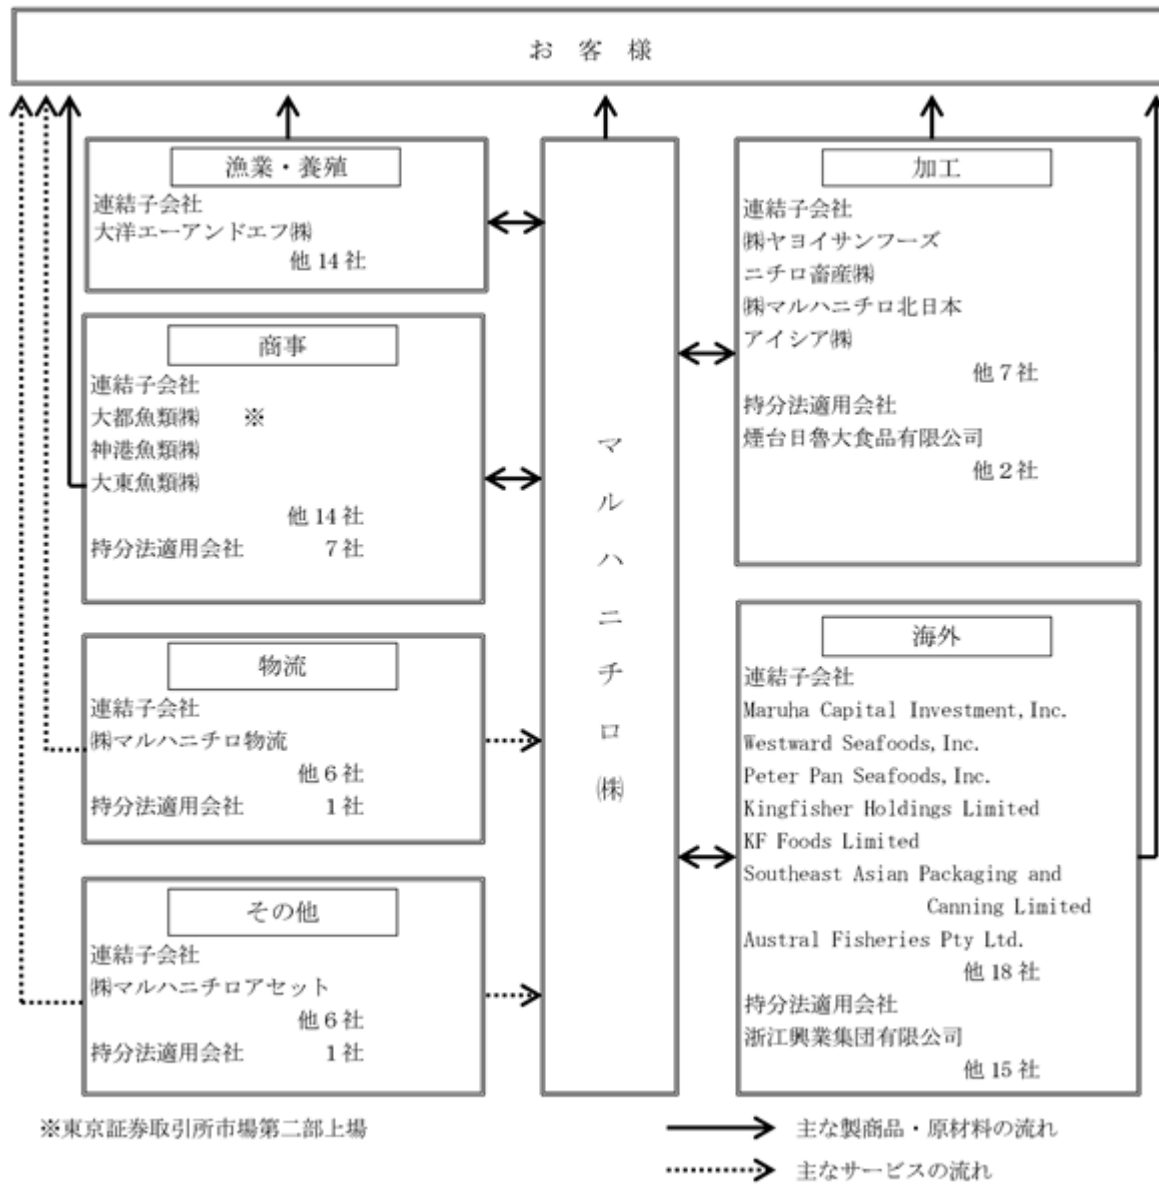 お 客 様
漁業・養殖
連結子会社
大洋エーアンドエフ㈱
他 14 社
商事
連結子会社
大都魚類㈱　　※
神港魚類㈱
大東魚類㈱
他 14 社
持分法適用会社　　　　7 社
物流
連結子会社
㈱マルハニチロ物流
他 6 社
持分法適用会社　　　　1 社
その他
連結子会社
㈱マルハニチロアセット
他 6 社
持分法適用会社　　　　1 社
マルハニチロ㈱
加工
連結子会社
㈱ヤヨイサンフーズ
ニチロ畜産㈱
㈱マルハニチロ北日本
アイシア㈱
他 7 社
持分法適用会社
煙台日魯大食品有限公司
他 2 社
海外
連結子会社
Maruha Capital Investment,Inc.
Westward Seafoods,Inc.
Peter Pan Seafoods,Inc.
Kingfisher Holdings Limited
KF Foods Limited
Southeast Asian Packaging and
Canning Limited
Austral Fisheries Pty Ltd.
他 18 社
持分法適用会社
浙江興業集団有限公司
他 15 社
※東京証券取引所市場第二部上場
主な製商品・原材料の流れ
主なサービスの流れ